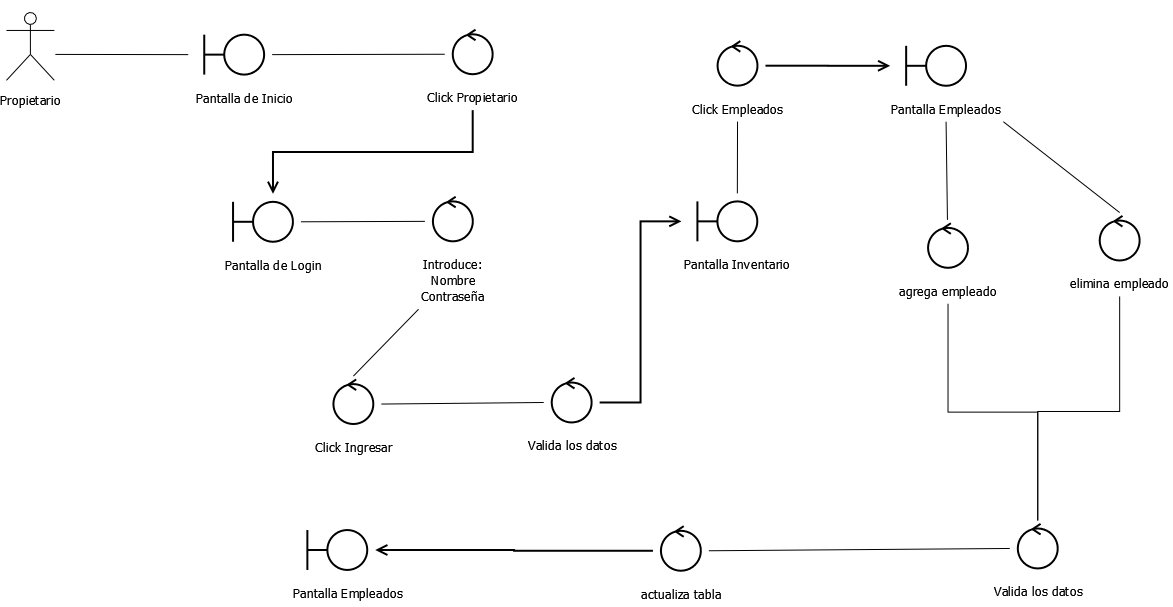 Propietario
Pantalla de Inicio
Click Propietario
Click Empleados
Pantalla Empleados
Pantalla de Login
Introduce:
Nombre
Contraseña
Pantalla Inventario
agrega empleado
elimina empleado
Click Ingresar
Valida los datos
Pantalla Empleados
actualiza tabla
Valida los datos